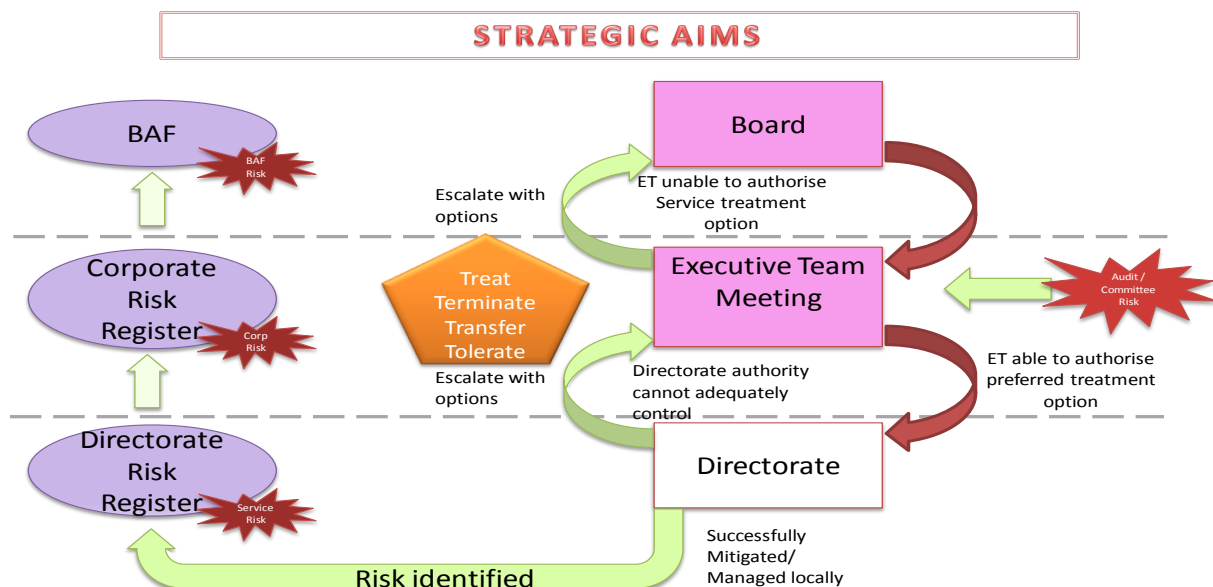 STRATEGIC AIMS
BAF
BAF
Risk
Board
Escalate with
options
ET unable to authorise
Service treatment
option
Corporate
Risk
Register
Corp
Risk
Treat
Terminate
Transfer
Tolerate
Executive Team
Meeting
Audit /
Committee
Risk
Escalate with
options
Directorate authority
cannot adequately
control
ET able to authorise
preferred treatment
option
Directorate
Risk
Register
Service
Risk
Directorate
Successfully
Mitigated/
Managed locally
Risk identified